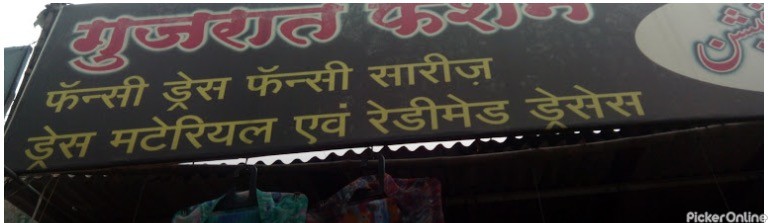 गुजरात फॅशन
फॅन्सी ड्रेस फॅन्सी सारीज़
ड्रेस मटेरियल एवं रेडीमेड ड्रेसेस
PickerOnline